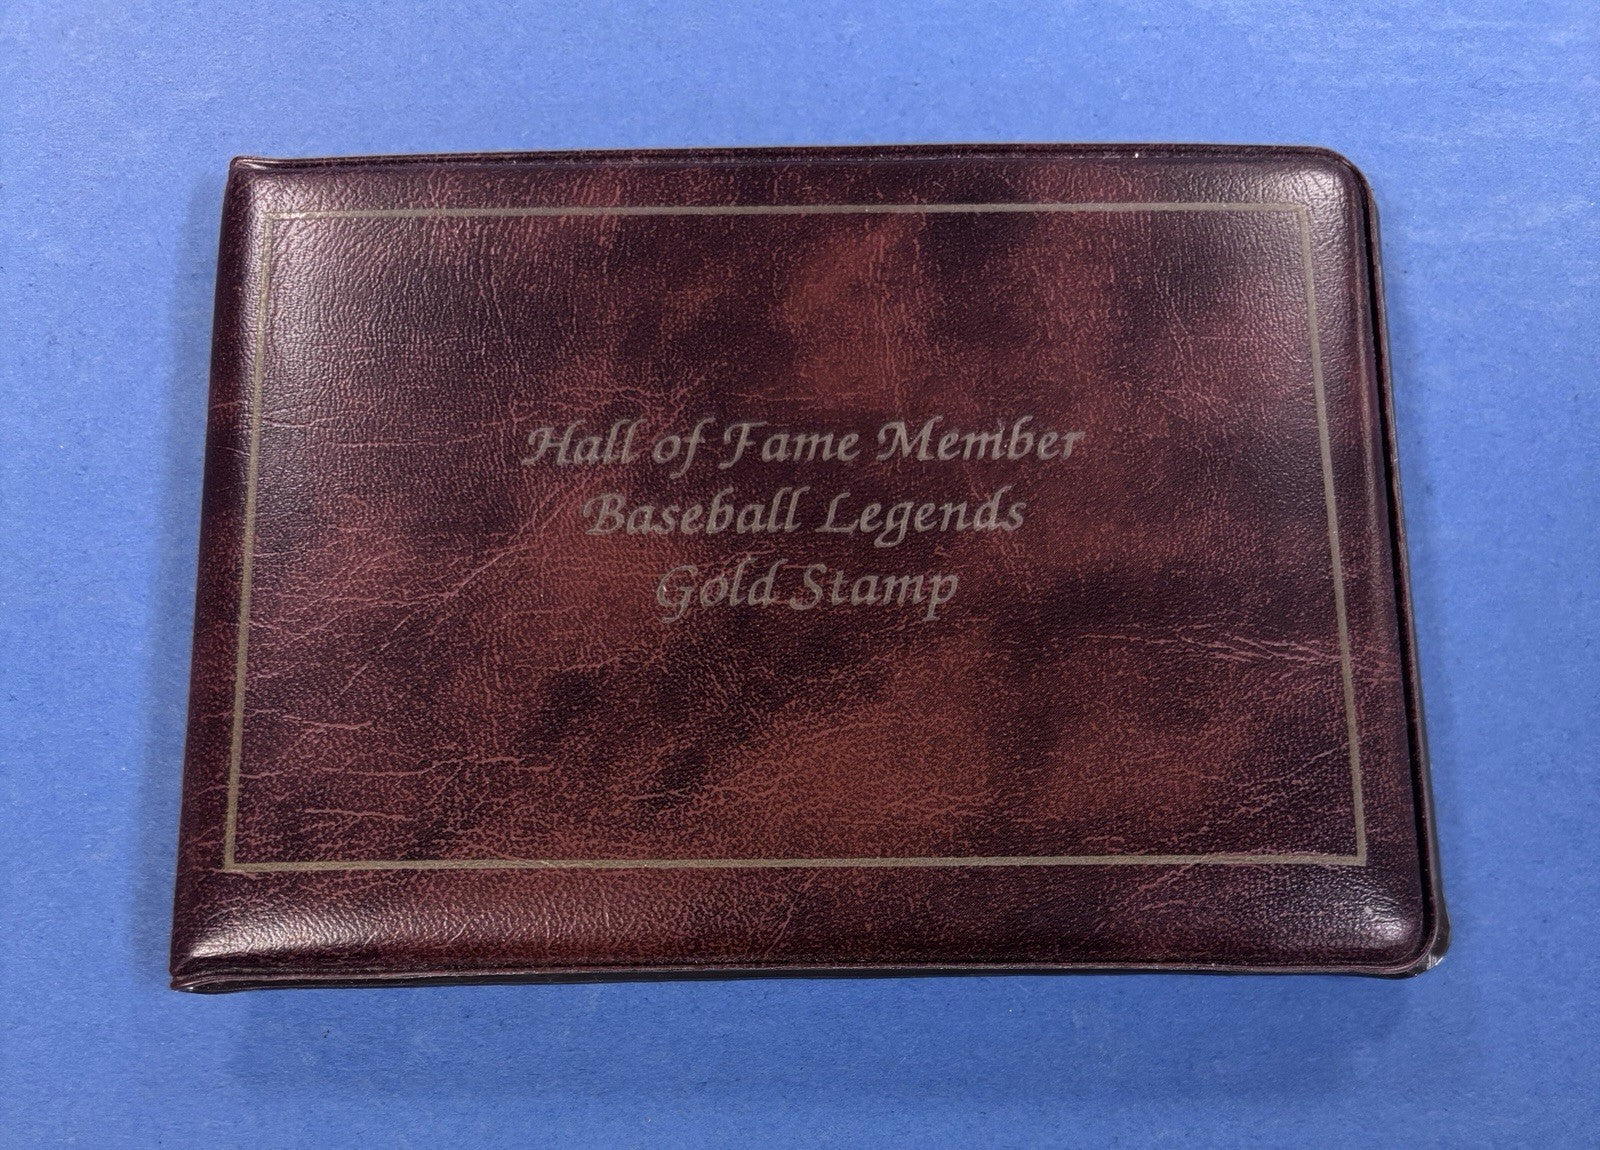 Hall of Fame Member
Baseball Legends
Gold Stamp